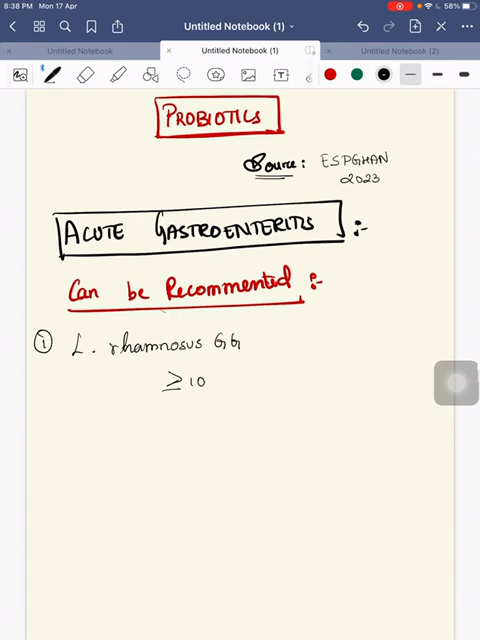 8:38 PM Mon 17 Apr
58%
Untitled Notebook (1)
Untitled Notebook
Untitled Notebook (1)
Untitled Notebook (2)
PROBIOTICS
Source: ESPGHAN
2023
ACUTE GASTROENTERITIS :-
Can be Recommented :-
① L. rhamnosus GG
≥ 10